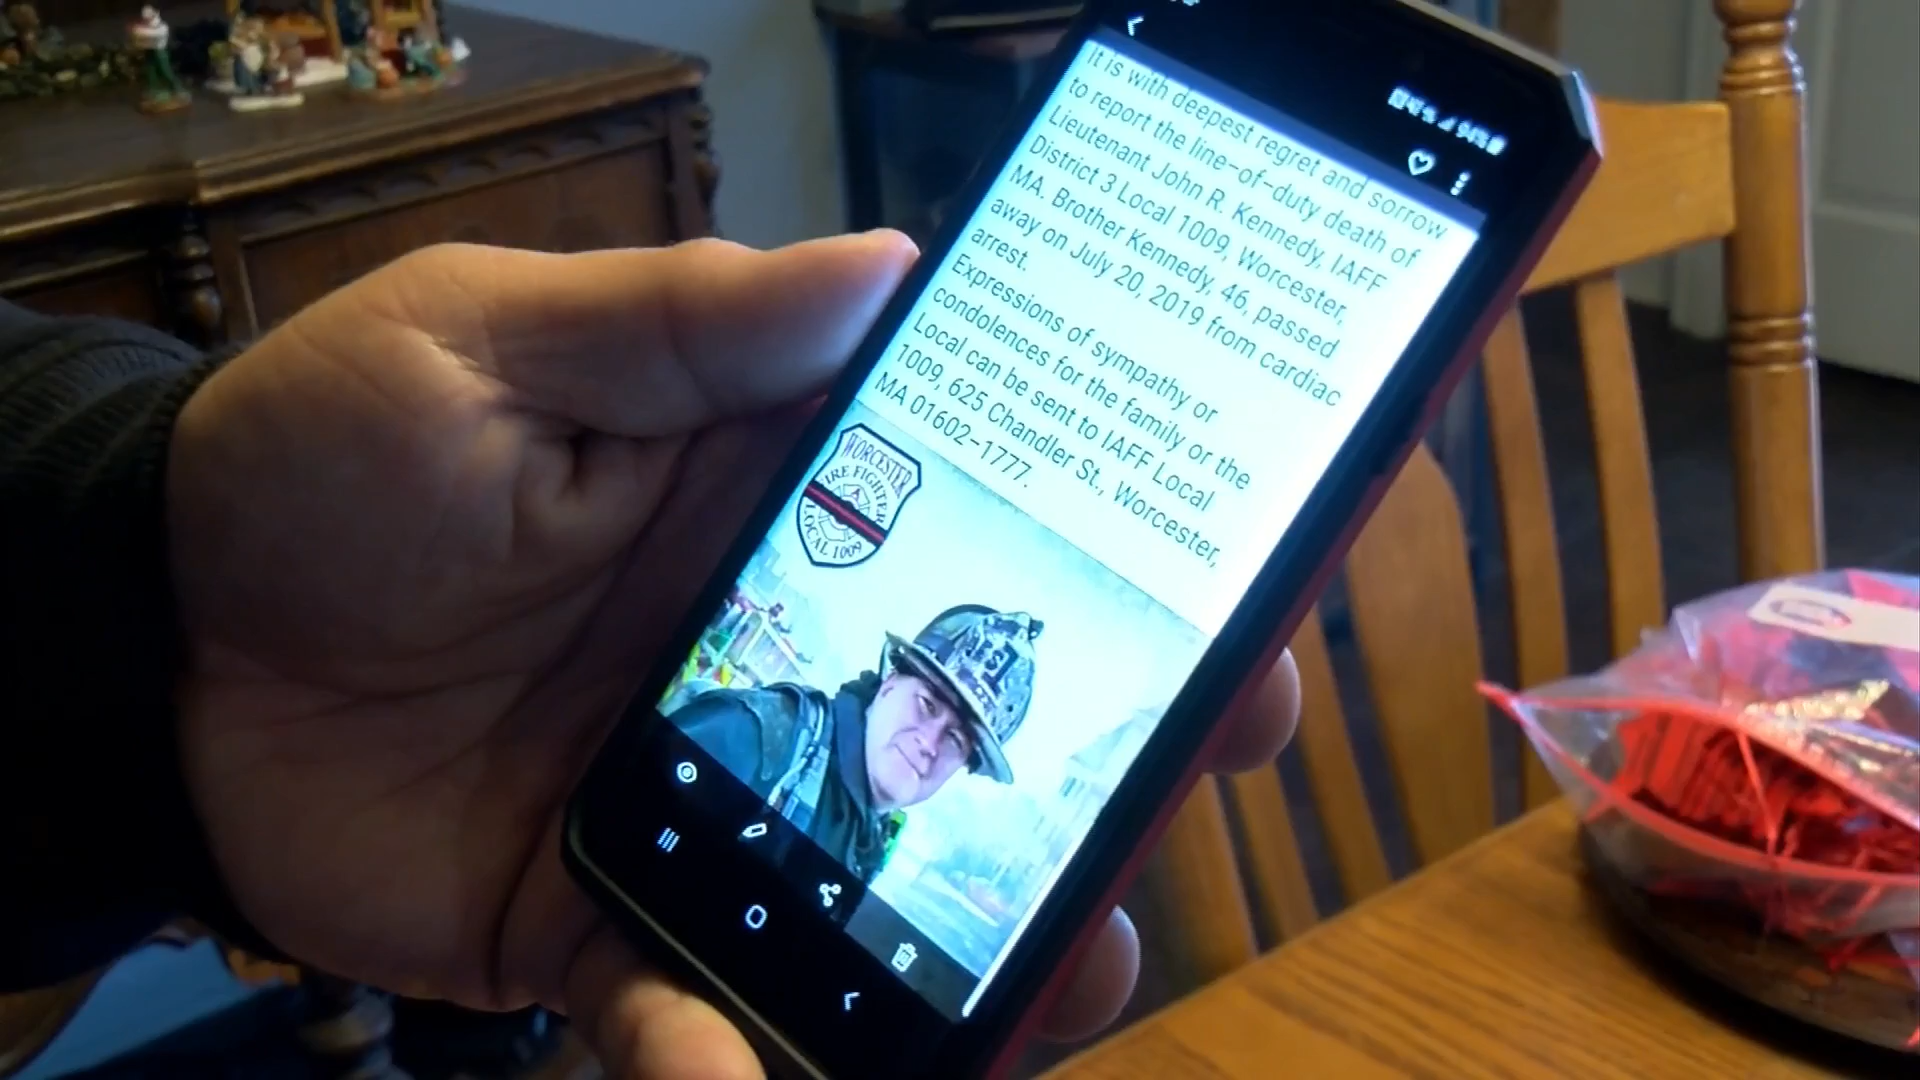 94%
It is with deepest regret and sorrow
to report the line-of-duty death of
Lieutenant John R. Kennedy, IAFF
District 3 Local 1009, Worcester,
MA. Brother Kennedy, 46, passed
away on July 20, 2019 from cardiac
arrest.
Expressions of sympathy or
condolences for the family or the
Local can be sent to IAFF Local
1009, 625 Chandler St., Worcester,
MA 01602-1777.
WORCESTER
FIRE FIGHTER
LOCAL 1009